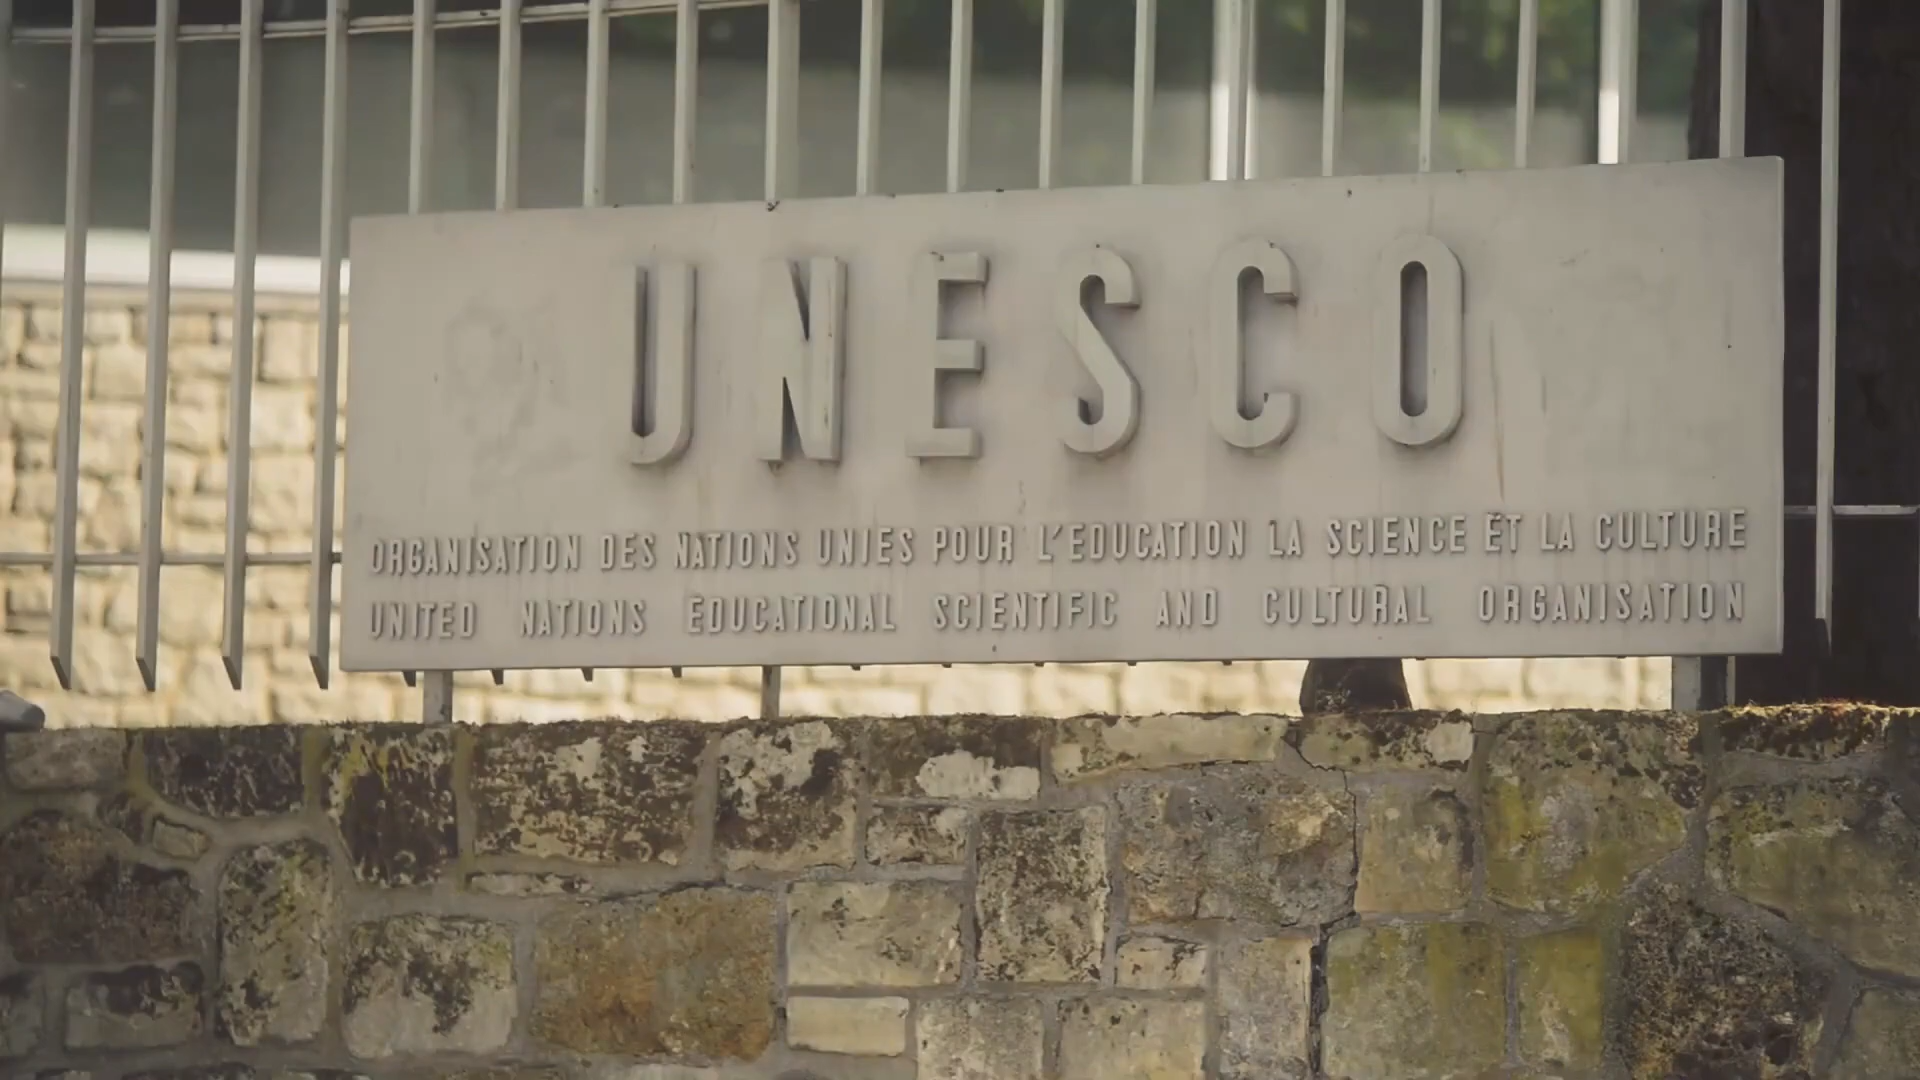 UNESCO
ORGANISATION DES NATIONS UNIES POUR L'EDUCATION LA SCIENCE ET LA CULTURE
UNITED NATIONS EDUCATIONAL SCIENTIFIC AND CULTURAL ORGANISATION